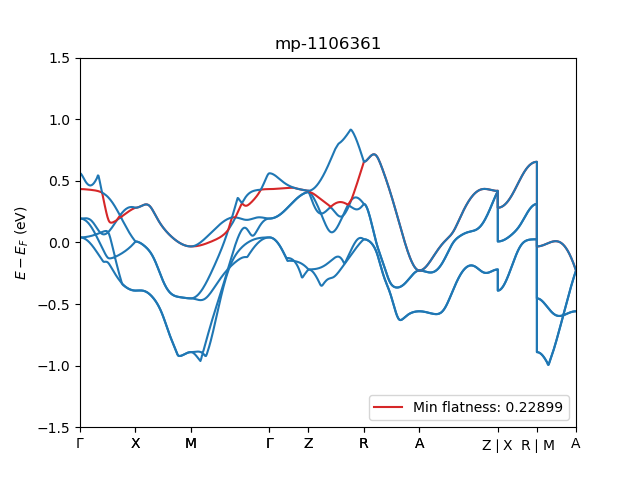 mp-1106361
E − E_F (eV)
1.5
1.0
0.5
0.0
−0.5
−1.0
−1.5
Min flatness: 0.22899
Γ X M Γ Z R A Z | X R | M A